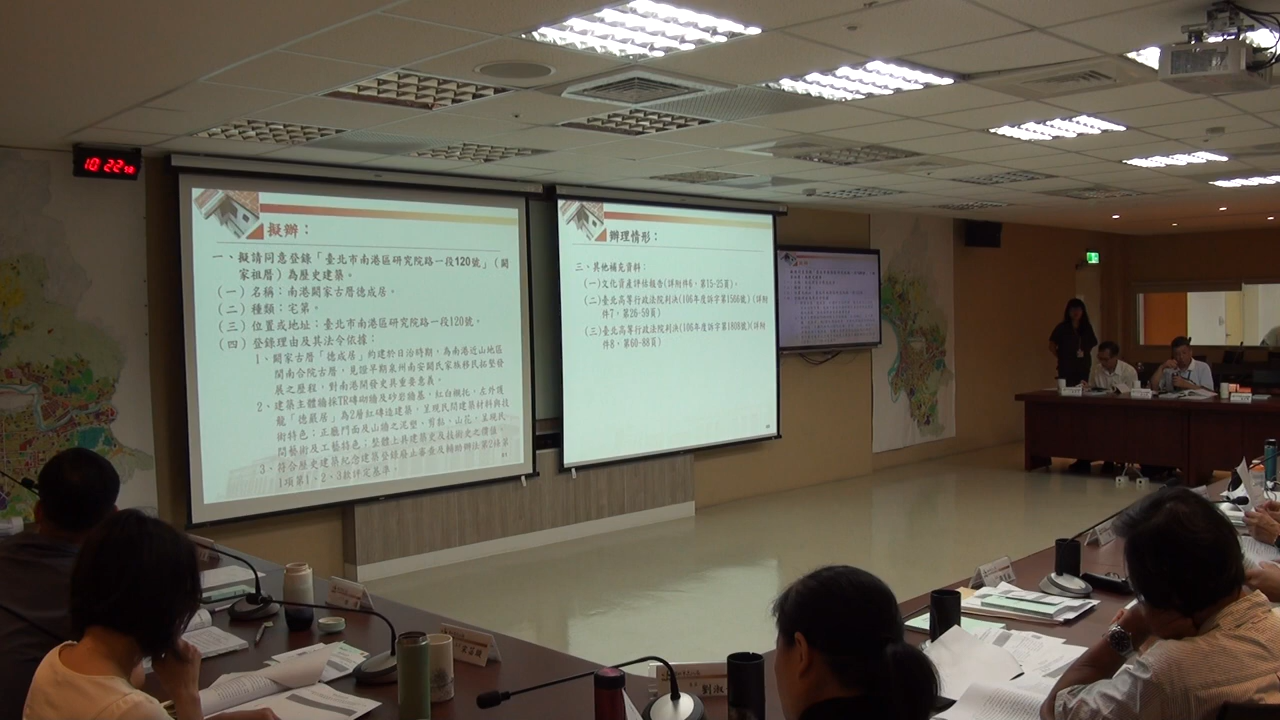 10:22
擬辦：
一、擬請同意登錄「臺北市南港區研究院路一段120號」（闕
家祖厝）為歷史建築。
(一) 名稱：南港闕家古厝德成居。
(二) 種類：宅第。
(三) 位置或地址：臺北市南港區研究院路一段120號。
(四) 登錄理由及其法令依據：
1、闕家古厝「德成居」約建於日治時期，為南港近山地區
閩南合院古厝，見證早期泉州南安闕氏家族移民拓墾發
展之歷程，對南港開發史具重要意義。
2、建築主體牆採TR磚砌牆及砂岩牆基，紅白襯托，左外護
龍「德嚴居」為2層紅磚造建築，呈現民間建築材料與技
術特色；正廳門面及山牆之泥塑、剪黏、山花，呈現民
間藝術及工藝特色；整體上具建築史及技術史之價值。
3、符合歷史建築紀念建築登錄廢止審查及輔助辦法第2條第
1項第1、2、3款評定基準。
辦理情形：
三、其他補充資料：
(一)文化資產評估報告(詳附件6，第15-25頁)。
(二)臺北高等行政法院判決(106年度訴字第1566號)(詳附
件7，第26-59頁)
(三)臺北高等行政法院判決(106年度訴字第1809號)(詳附
件8，第60-88頁)
劉淑